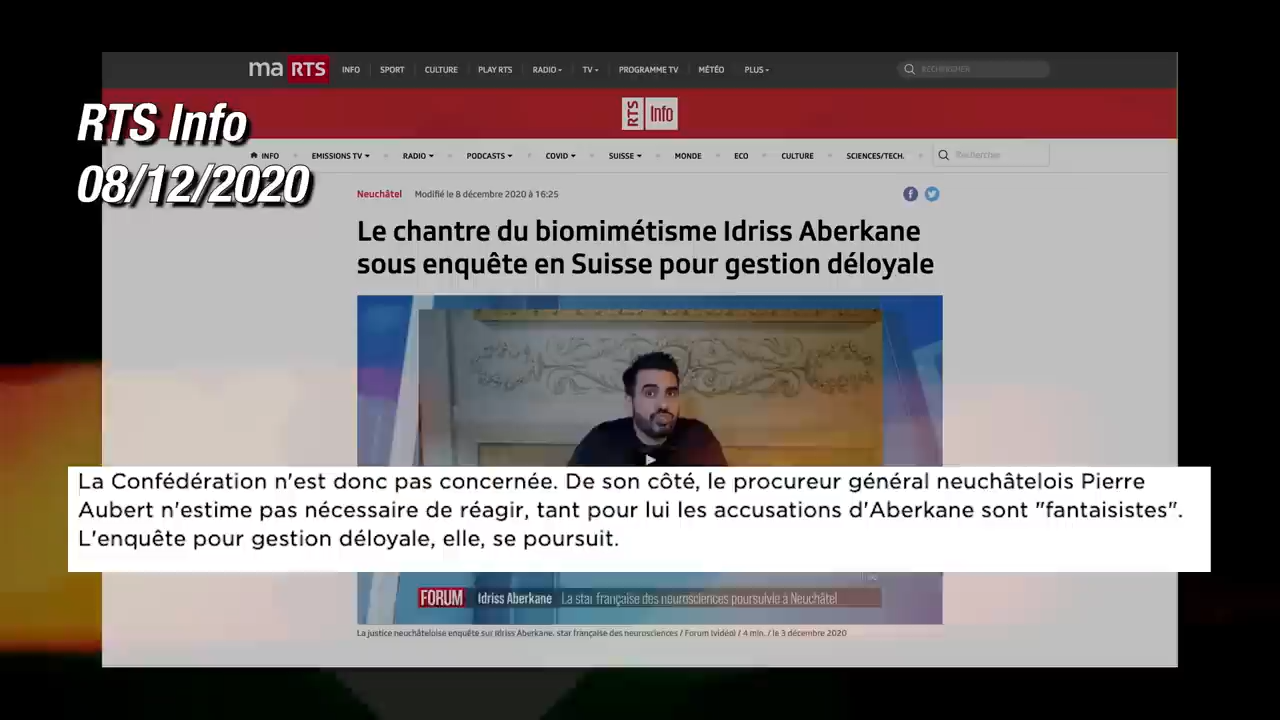 ma RTS INFO SPORT CULTURE PLAY RTS RADIO TV PROGRAMME TV MÉTÉO PLUS RECHERCHER
RTS Info
RTS Info
08/12/2020
INFO EMISSIONS TV RADIO PODCASTS COVID SUISSE MONDE ECO CULTURE SCIENCES/TECH. Rechercher
Neuchâtel Modifié le 8 décembre 2020 à 16:25
Le chantre du biomimétisme Idriss Aberkane
sous enquête en Suisse pour gestion déloyale
La Confédération n'est donc pas concernée. De son côté, le procureur général neuchâtelois Pierre
Aubert n'estime pas nécessaire de réagir, tant pour lui les accusations d'Aberkane sont "fantaisistes".
L'enquête pour gestion déloyale, elle, se poursuit.
FORUM Idriss Aberkane La star française des neurosciences poursuivie à Neuchâtel
La justice neuchâteloise enquête sur Idriss Aberkane, star française des neurosciences / Forum (vidéo) / 4 min. / le 3 décembre 2020